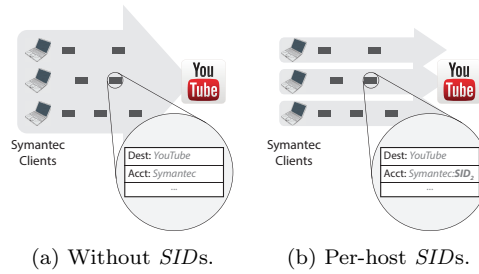 You
Tube
You
Tube
Symantec
Clients
Symantec
Clients
Dest: YouTube
Acct: Symantec
...
Dest: YouTube
Acct: Symantec:SID₂
...
(a) Without SIDs.
(b) Per-host SIDs.